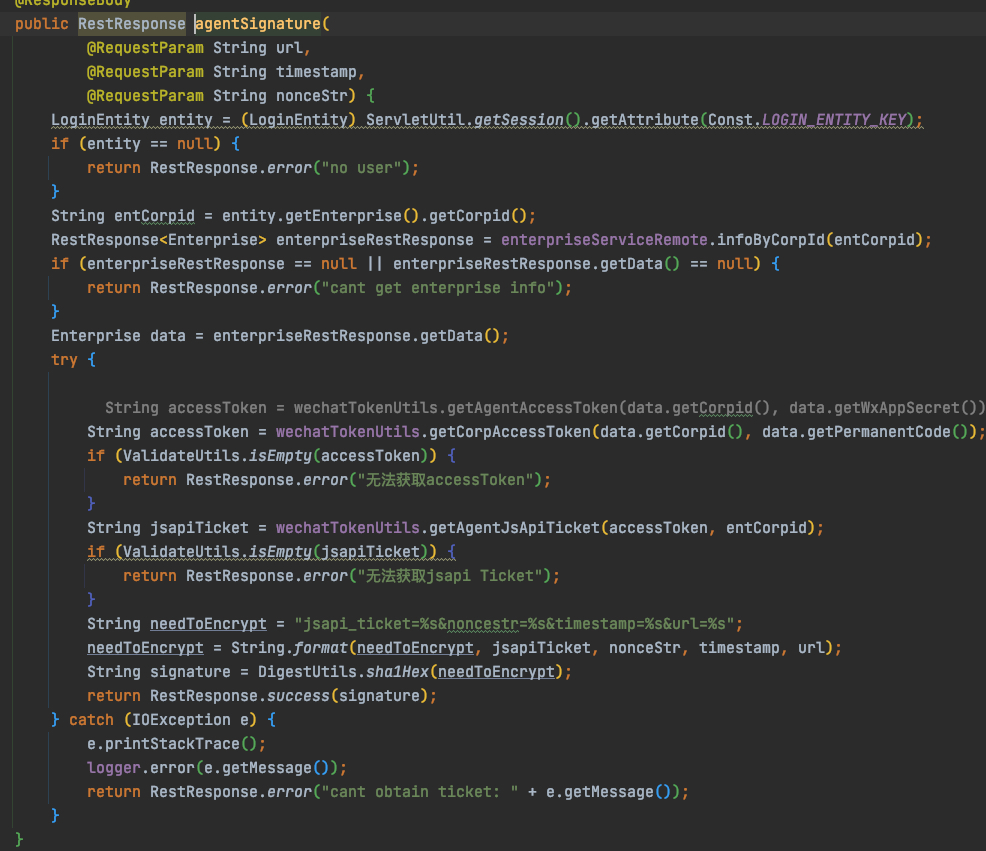 @ResponseBody
public RestResponse agentSignature(
@RequestParam String url,
@RequestParam String timestamp,
@RequestParam String nonceStr) {
LoginEntity entity = (LoginEntity) ServletUtil.getSession().getAttribute(Const.LOGIN_ENTITY_KEY);
if (entity == null) {
return RestResponse.error("no user");
}
String entCorpid = entity.getEnterprise().getCorpid();
RestResponse<Enterprise> enterpriseRestResponse = enterpriseServiceRemote.infoByCorpId(entCorpid);
if (enterpriseRestResponse == null || enterpriseRestResponse.getData() == null) {
return RestResponse.error("cant get enterprise info");
}
Enterprise data = enterpriseRestResponse.getData();
try {
String accessToken = wechatTokenUtils.getAgentAccessToken(data.getCorpid(), data.getWxAppSecret())
String accessToken = wechatTokenUtils.getCorpAccessToken(data.getCorpid(), data.getPermanentCode());
if (ValidateUtils.isEmpty(accessToken)) {
return RestResponse.error("无法获取accessToken");
}
String jsapiTicket = wechatTokenUtils.getAgentJsApiTicket(accessToken, entCorpid);
if (ValidateUtils.isEmpty(jsapiTicket)) {
return RestResponse.error("无法获取jsapi Ticket");
}
String needToEncrypt = "jsapi_ticket=%s&noncestr=%s&timestamp=%s&url=%s";
needToEncrypt = String.format(needToEncrypt, jsapiTicket, nonceStr, timestamp, url);
String signature = DigestUtils.sha1Hex(needToEncrypt);
return RestResponse.success(signature);
} catch (IOException e) {
e.printStackTrace();
logger.error(e.getMessage());
return RestResponse.error("cant obtain ticket: " + e.getMessage());
}
}